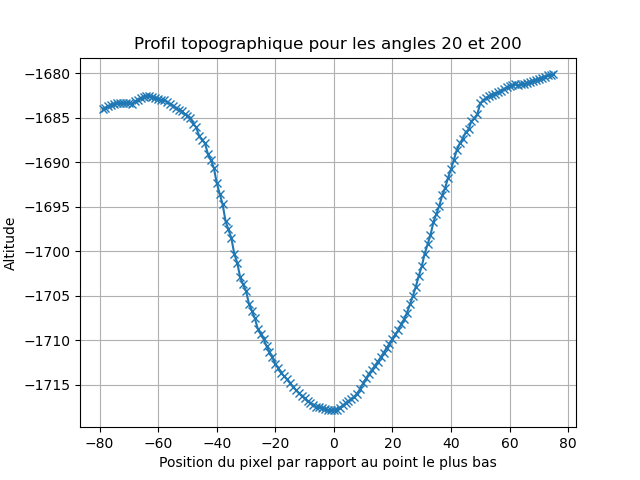 Profil topographique pour les angles 20 et 200
Altitude
−1680
−1685
−1690
−1695
−1700
−1705
−1710
−1715
−80 −60 −40 −20 0 20 40 60 80
Position du pixel par rapport au point le plus bas